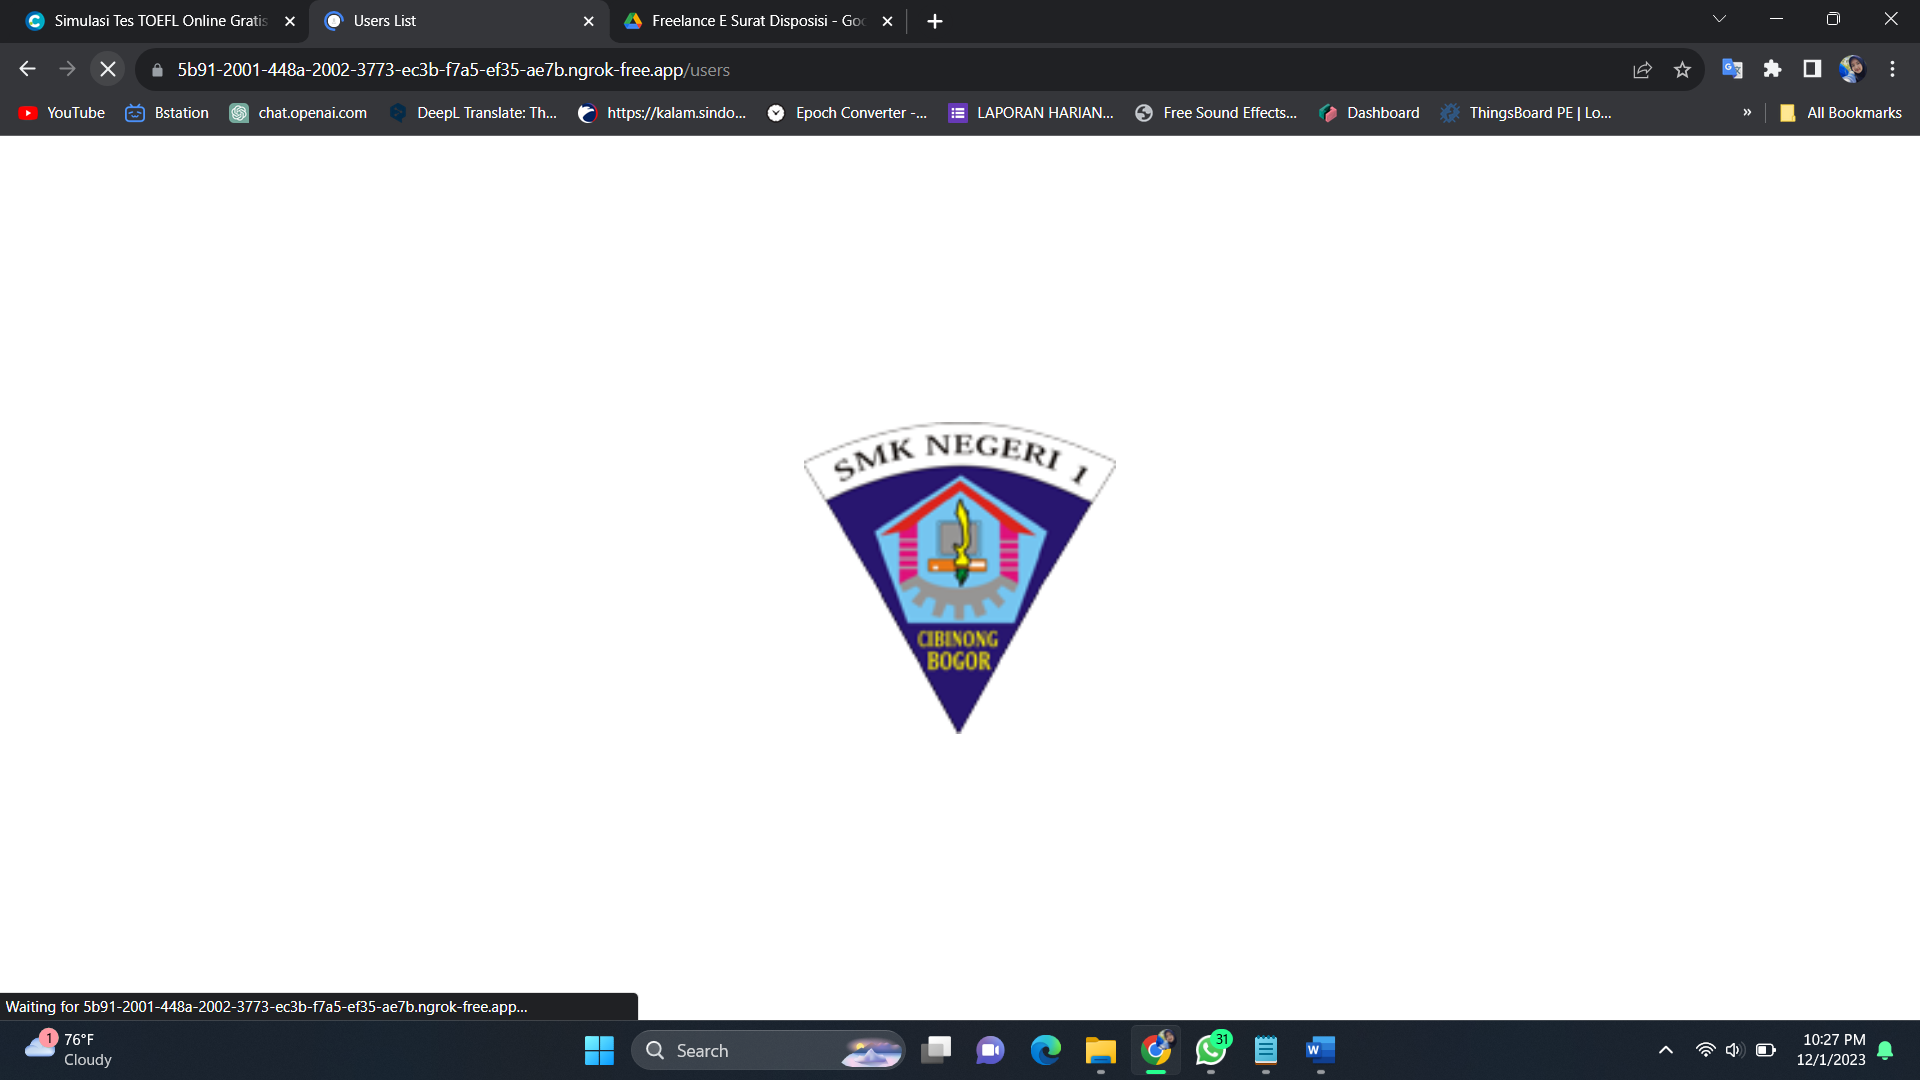 Simulasi Tes TOEFL Online Gratis
Users List
Freelance E Surat Disposisi - Goo
5b91-2001-448a-2002-3773-ec3b-f7a5-ef35-ae7b.ngrok-free.app/users
YouTube
Bstation
chat.openai.com
DeepL Translate: Th...
https://kalam.sindo...
Epoch Converter -...
LAPORAN HARIAN...
Free Sound Effects...
Dashboard
ThingsBoard PE | Lo...
»
All Bookmarks
SMK NEGERI 1
CIBINONG
BOGOR
Waiting for 5b91-2001-448a-2002-3773-ec3b-f7a5-ef35-ae7b.ngrok-free.app...
1
76°F
Cloudy
Search
31
W
10:27 PM
12/1/2023